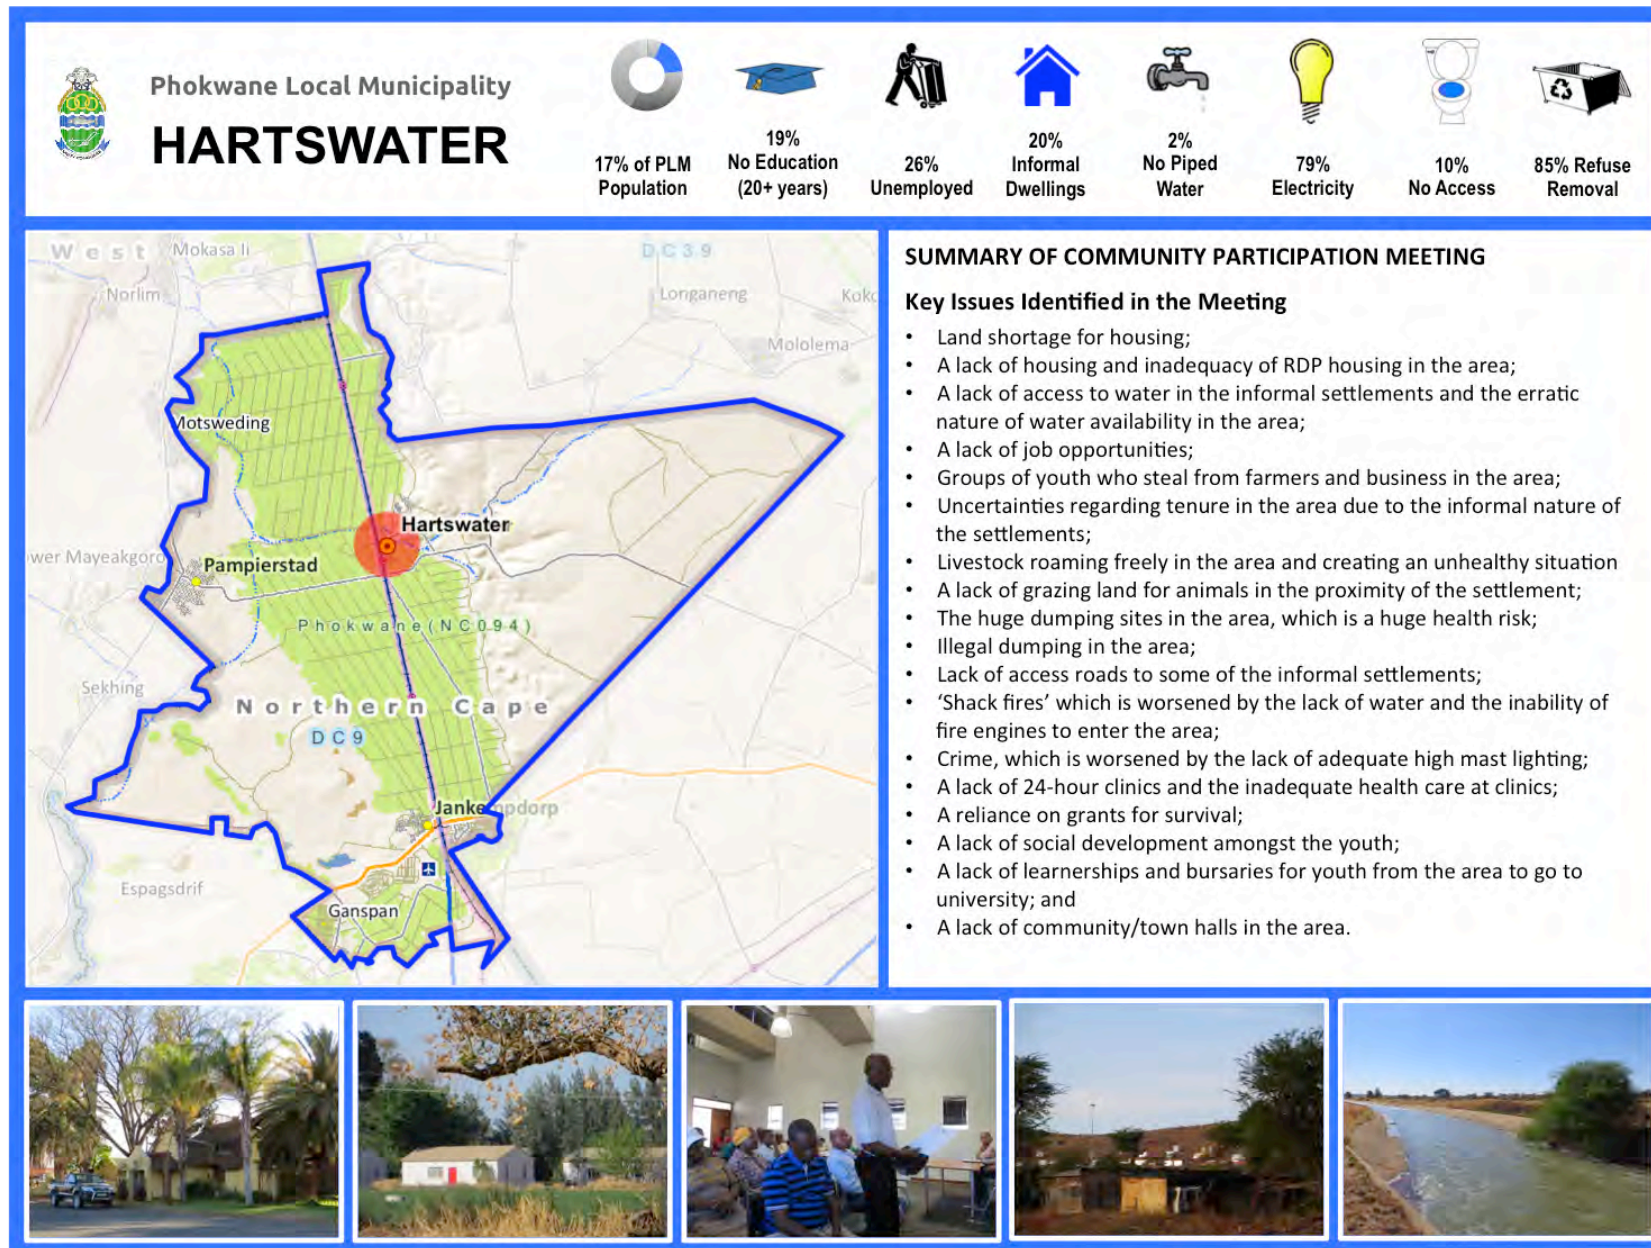 Phokwane Local Municipality
HARTSWATER
17% of PLM
Population
19%
No Education
(20+ years)
26%
Unemployed
20%
Informal
Dwellings
2%
No Piped
Water
79%
Electricity
10%
No Access
85% Refuse
Removal
West
Mokasa Ii
DC39
Norlim
Longaneng
Mololema
Motsweding
Hartswater
Pampierstad
Phokwane (NC094)
Sekhing
Northern Cape
DC9
Jankempdorp
Espagsdrif
Ganspan
SUMMARY OF COMMUNITY PARTICIPATION MEETING
Key Issues Identified in the Meeting
• Land shortage for housing;
• A lack of housing and inadequacy of RDP housing in the area;
• A lack of access to water in the informal settlements and the erratic
nature of water availability in the area;
• A lack of job opportunities;
• Groups of youth who steal from farmers and business in the area;
• Uncertainties regarding tenure in the area due to the informal nature of
the settlements;
• Livestock roaming freely in the area and creating an unhealthy situation
• A lack of grazing land for animals in the proximity of the settlement;
• The huge dumping sites in the area, which is a huge health risk;
• Illegal dumping in the area;
• Lack of access roads to some of the informal settlements;
• ‘Shack fires’ which is worsened by the lack of water and the inability of
fire engines to enter the area;
• Crime, which is worsened by the lack of adequate high mast lighting;
• A lack of 24-hour clinics and the inadequate health care at clinics;
• A reliance on grants for survival;
• A lack of social development amongst the youth;
• A lack of learnerships and bursaries for youth from the area to go to
university; and
• A lack of community/town halls in the area.